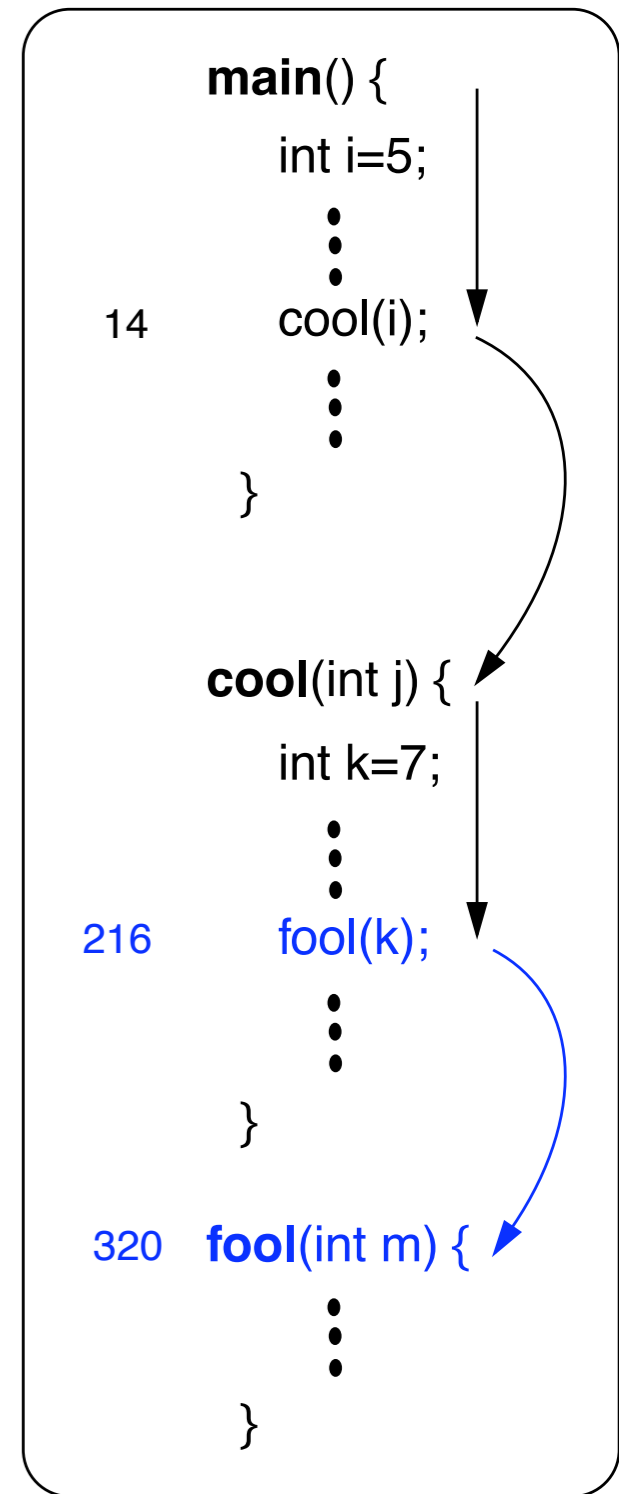 main() {
int i=5;
14 cool(i);
}
cool(int j) {
int k=7;
216 fool(k);
}
320 fool(int m) {
}